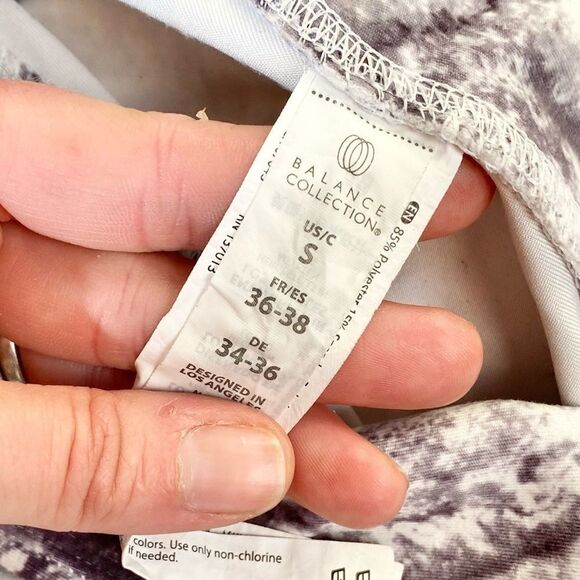 BALANCE
COLLECTION®
US/C
S
FR/ES
36-38
DE
34-36
DESIGNED IN
LOS ANGELES
EN 85% Polyester 15%
colors. Use only non-chlorine
if needed.